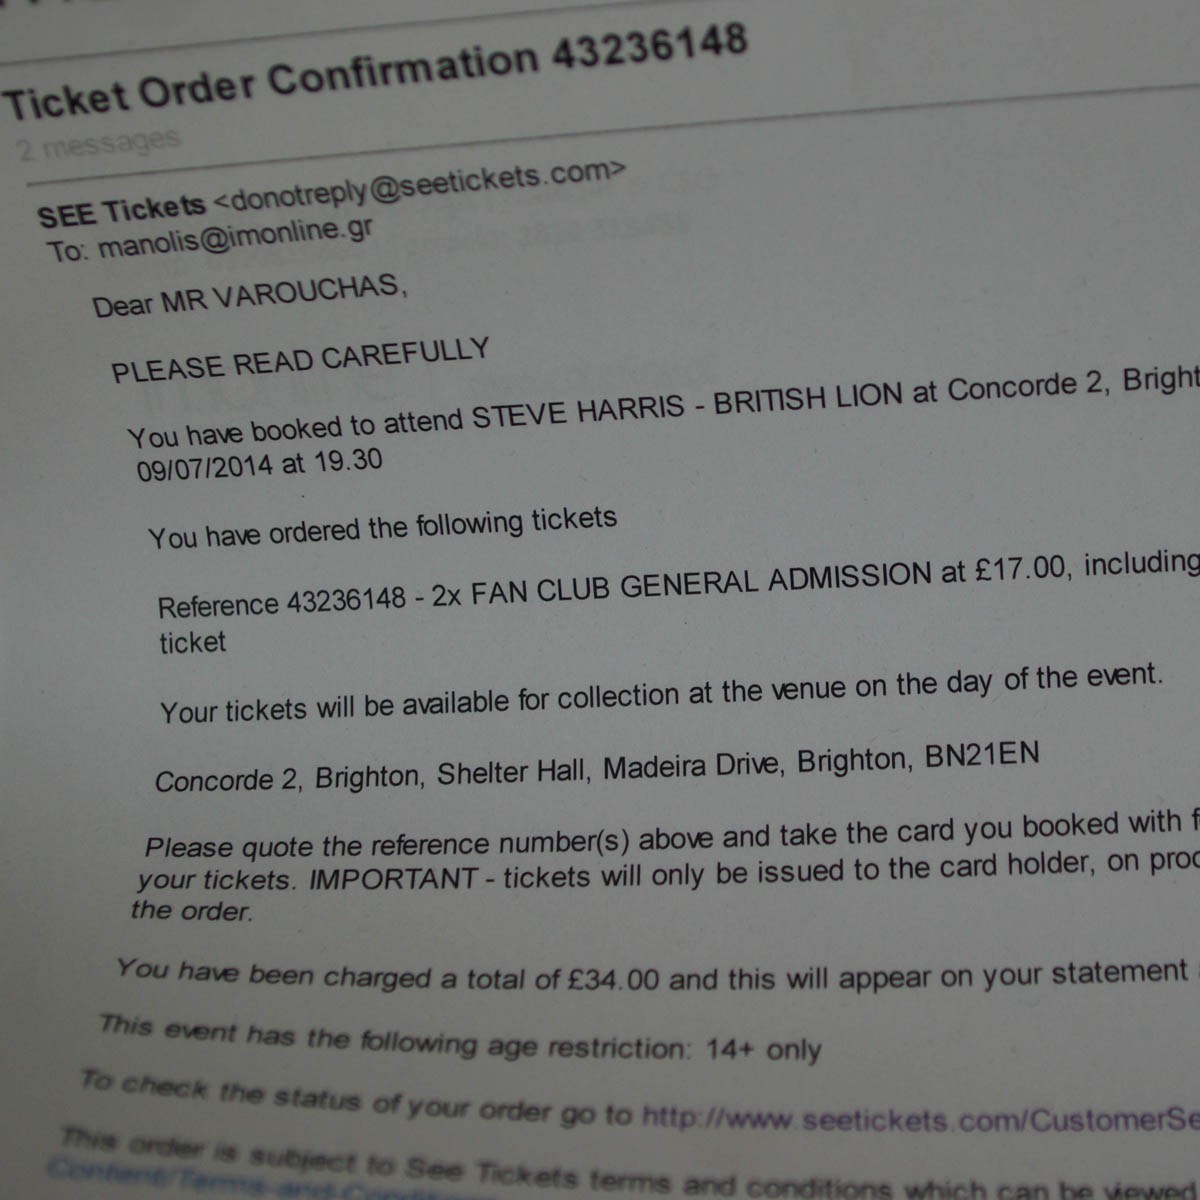 Ticket Order Confirmation 43236148
2 messages
SEE Tickets <donotreply@seetickets.com>
To: manolis@imonline.gr
Dear MR VAROUCHAS,
PLEASE READ CAREFULLY
You have booked to attend STEVE HARRIS - BRITISH LION at Concorde 2, Bright
09/07/2014 at 19.30
You have ordered the following tickets
Reference 43236148 - 2x FAN CLUB GENERAL ADMISSION at £17.00, including
ticket
Your tickets will be available for collection at the venue on the day of the event.
Concorde 2, Brighton, Shelter Hall, Madeira Drive, Brighton, BN21EN
Please quote the reference number(s) above and take the card you booked with f
your tickets. IMPORTANT - tickets will only be issued to the card holder, on proc
the order.
You have been charged a total of £34.00 and this will appear on your statement
This event has the following age restriction: 14+ only
To check the status of your order go to http://www.seetickets.com/CustomerSe
This order is subject to See Tickets terms and conditions which can be viewed
Content/Terms-and-Conditions